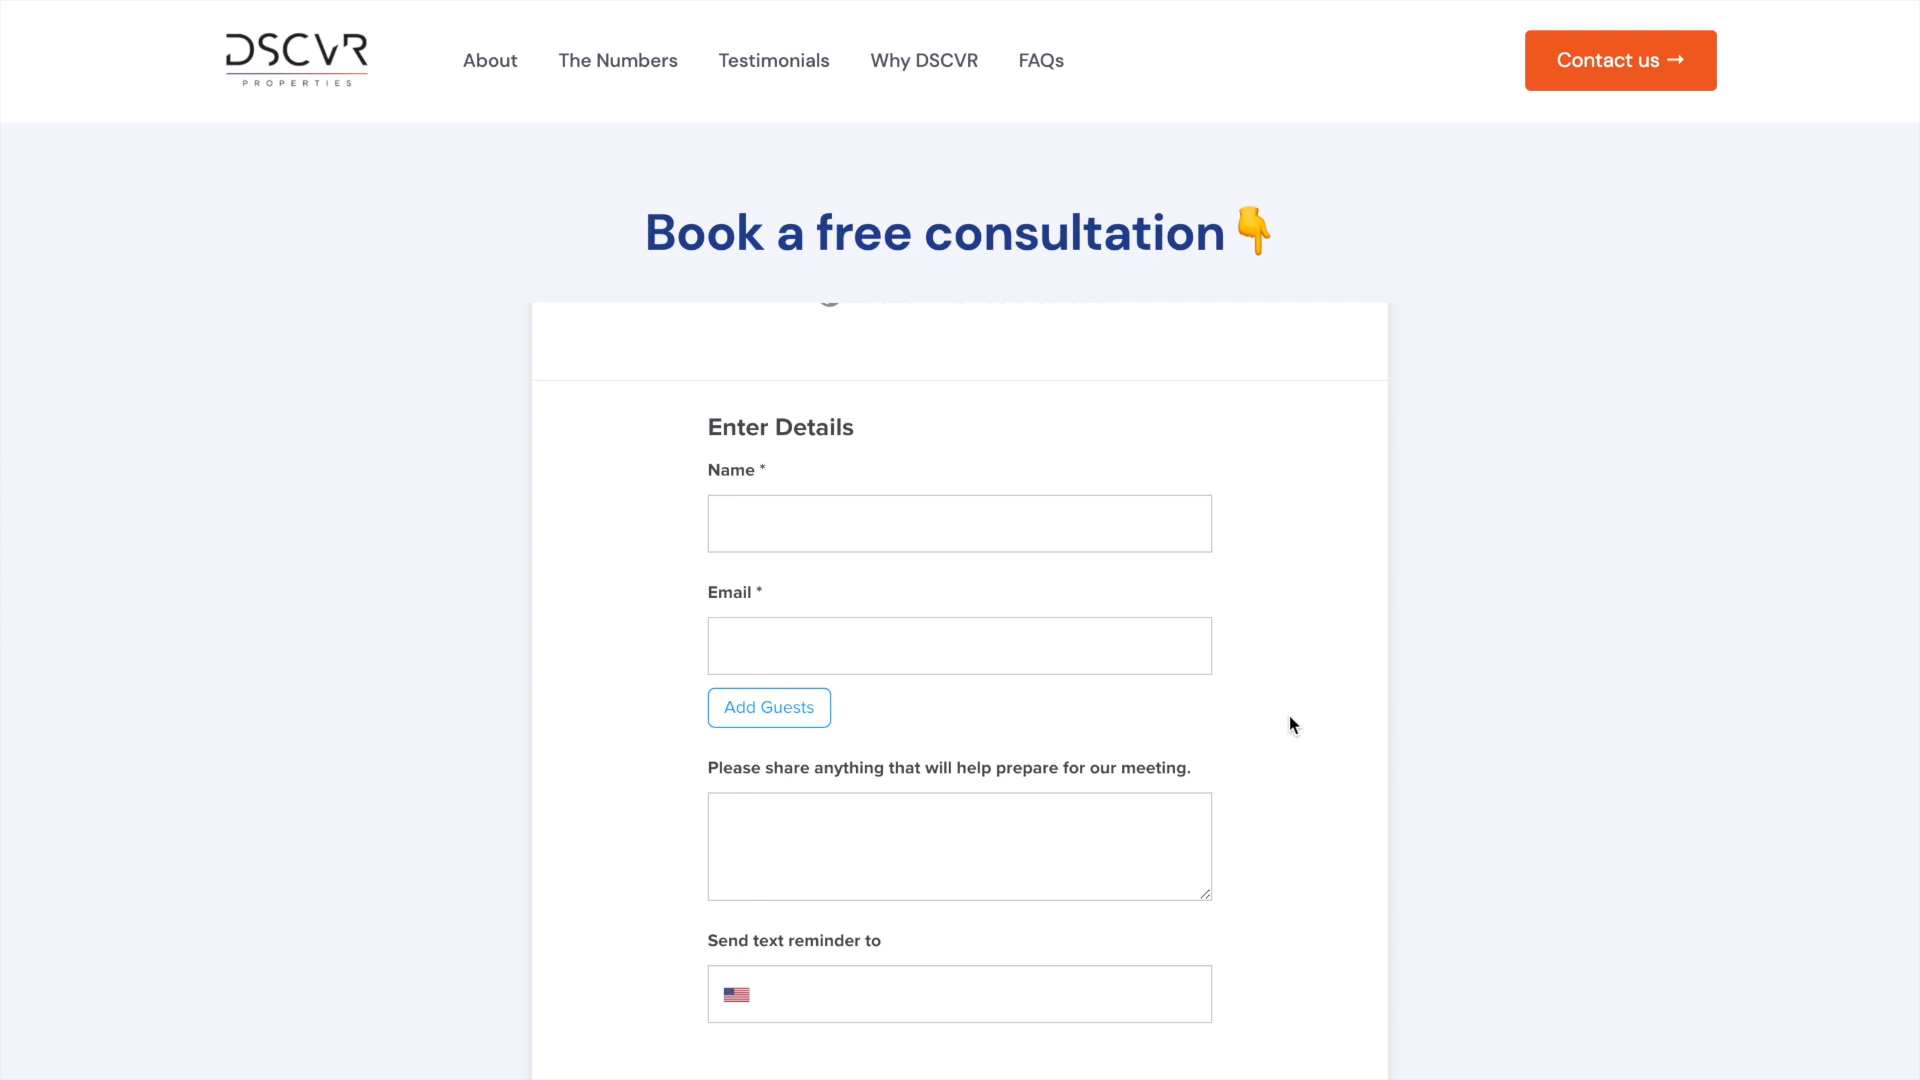 DSCVR
PROPERTIES
About
The Numbers
Testimonials
Why DSCVR
FAQs
Contact us →
Book a free consultation👇
Enter Details
Name *
Email *
Add Guests
Please share anything that will help prepare for our meeting.
Send text reminder to